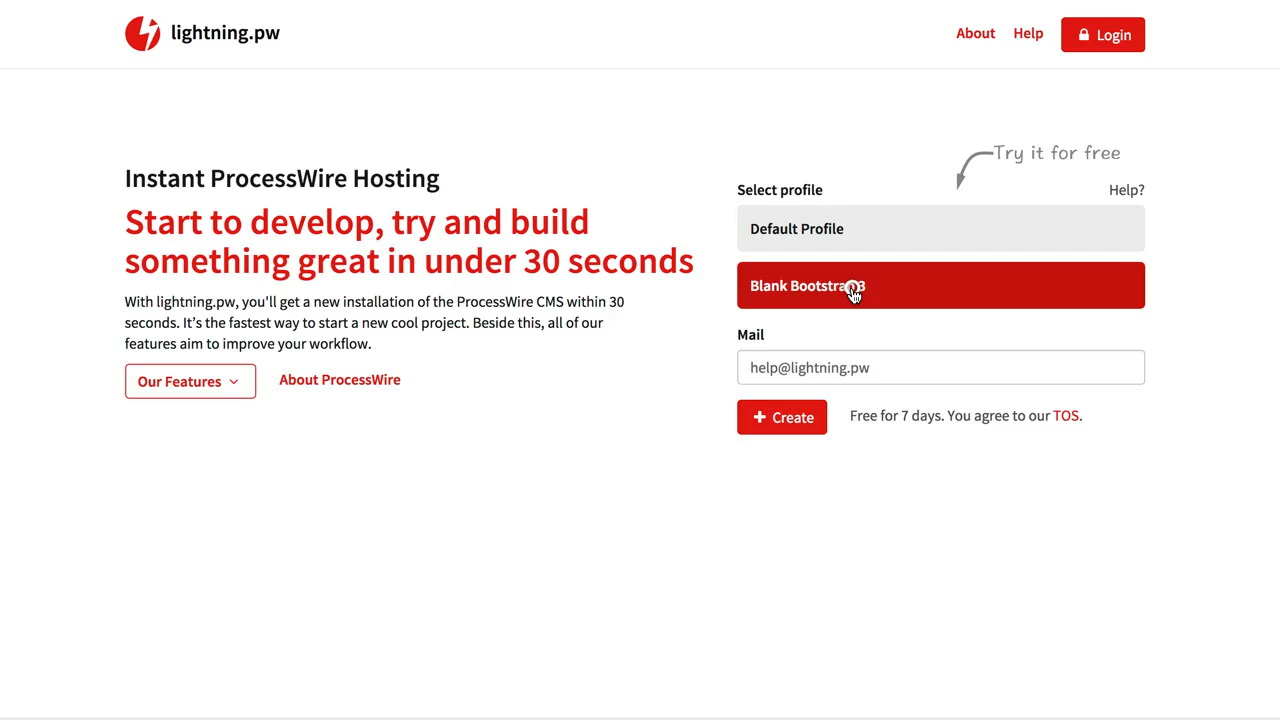 lightning.pw
About Help Login
Try it for free
Instant ProcessWire Hosting
Start to develop, try and build
something great in under 30 seconds
With lightning.pw, you'll get a new installation of the ProcessWire CMS within 30
seconds. It's the fastest way to start a new cool project. Beside this, all of our
features aim to improve your workflow.
Our Features About ProcessWire
Select profile Help?
Default Profile
Blank Bootstrap 3
Mail
help@lightning.pw
Create Free for 7 days. You agree to our TOS.